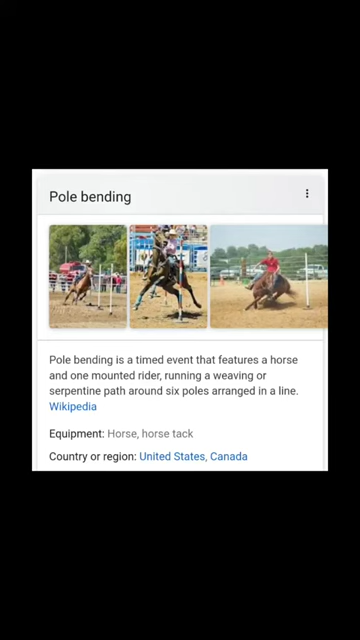 Pole bending
Pole bending is a timed event that features a horse
and one mounted rider, running a weaving or
serpentine path around six poles arranged in a line.
Wikipedia
Equipment: Horse, horse tack
Country or region: United States, Canada